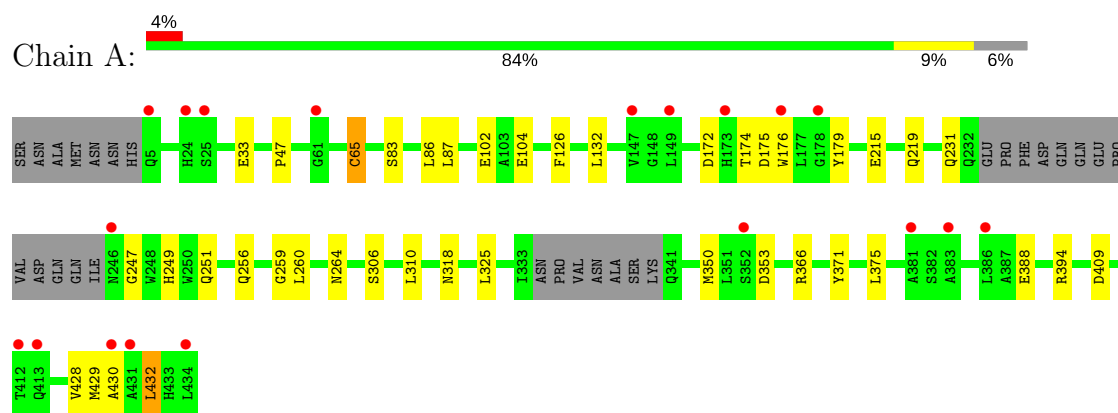 4%
Chain A:
84% 9% 6%
SER ASN ALA MET ASN ASN HIS Q5 H24 S25 E33 P47 G61 C65 S83 L86 L87 E102 A103 E104 F126 L132 V147 G148 L149 D172 H173 T174 D175 W176 L177 G178 Y179 E215 Q219 Q231 Q232 GLU PRO PHE ASP GLN GLN GLU PRO
VAL ASP GLN GLN ILE N246 G247 W248 H249 W250 Q251 Q256 G259 L260 N264 S306 L310 N318 L325 I333 ASN PRO VAL ASN ALA SER LYS Q341 M350 L351 S352 D353 R366 Y371 L375 A381 S382 A383 L386 A387 E388 R394 D409
T412 Q413 V428 M429 A430 A431 L432 H433 L434